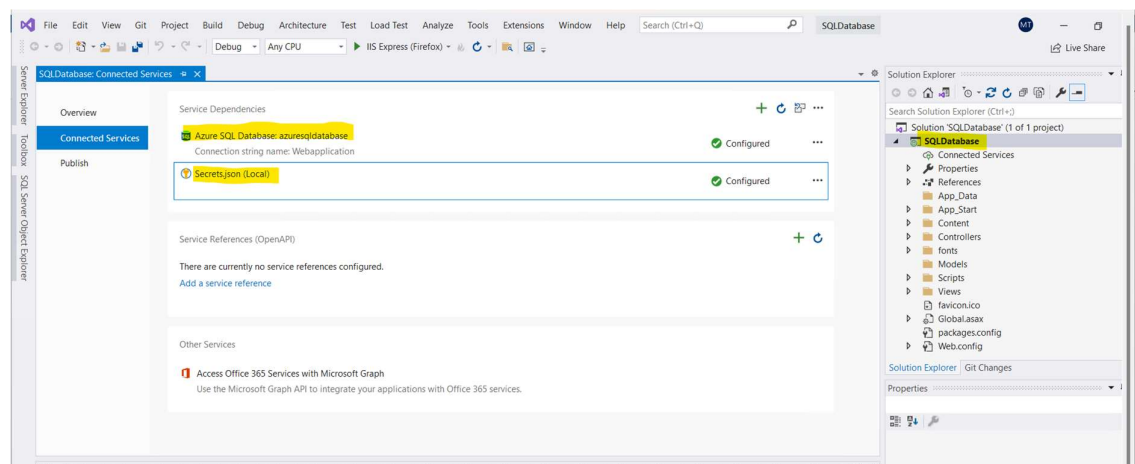 File Edit View Git Project Build Debug Architecture Test Load Test Analyze Tools Extensions Window Help Search (Ctrl+Q) SQLDatabase MT
Debug Any CPU IIS Express (Firefox) Live Share
Server Explorer
Toolbox
SQL Server Object Explorer
SQLDatabase: Connected Services
Overview
Connected Services
Publish
Service Dependencies
Azure SQL Database: azuresqldatabase
Connection string name: Webapplication
Configured
Secrets.json (Local)
Configured
Service References (OpenAPI)
There are currently no service references configured.
Add a service reference
Other Services
Access Office 365 Services with Microsoft Graph
Use the Microsoft Graph API to integrate your applications with Office 365 services.
Solution Explorer
Search Solution Explorer (Ctrl+;)
Solution 'SQLDatabase' (1 of 1 project)
SQLDatabase
Connected Services
Properties
References
App_Data
App_Start
Content
Controllers
fonts
Models
Scripts
Views
favicon.ico
Global.asax
packages.config
Web.config
Solution Explorer Git Changes
Properties